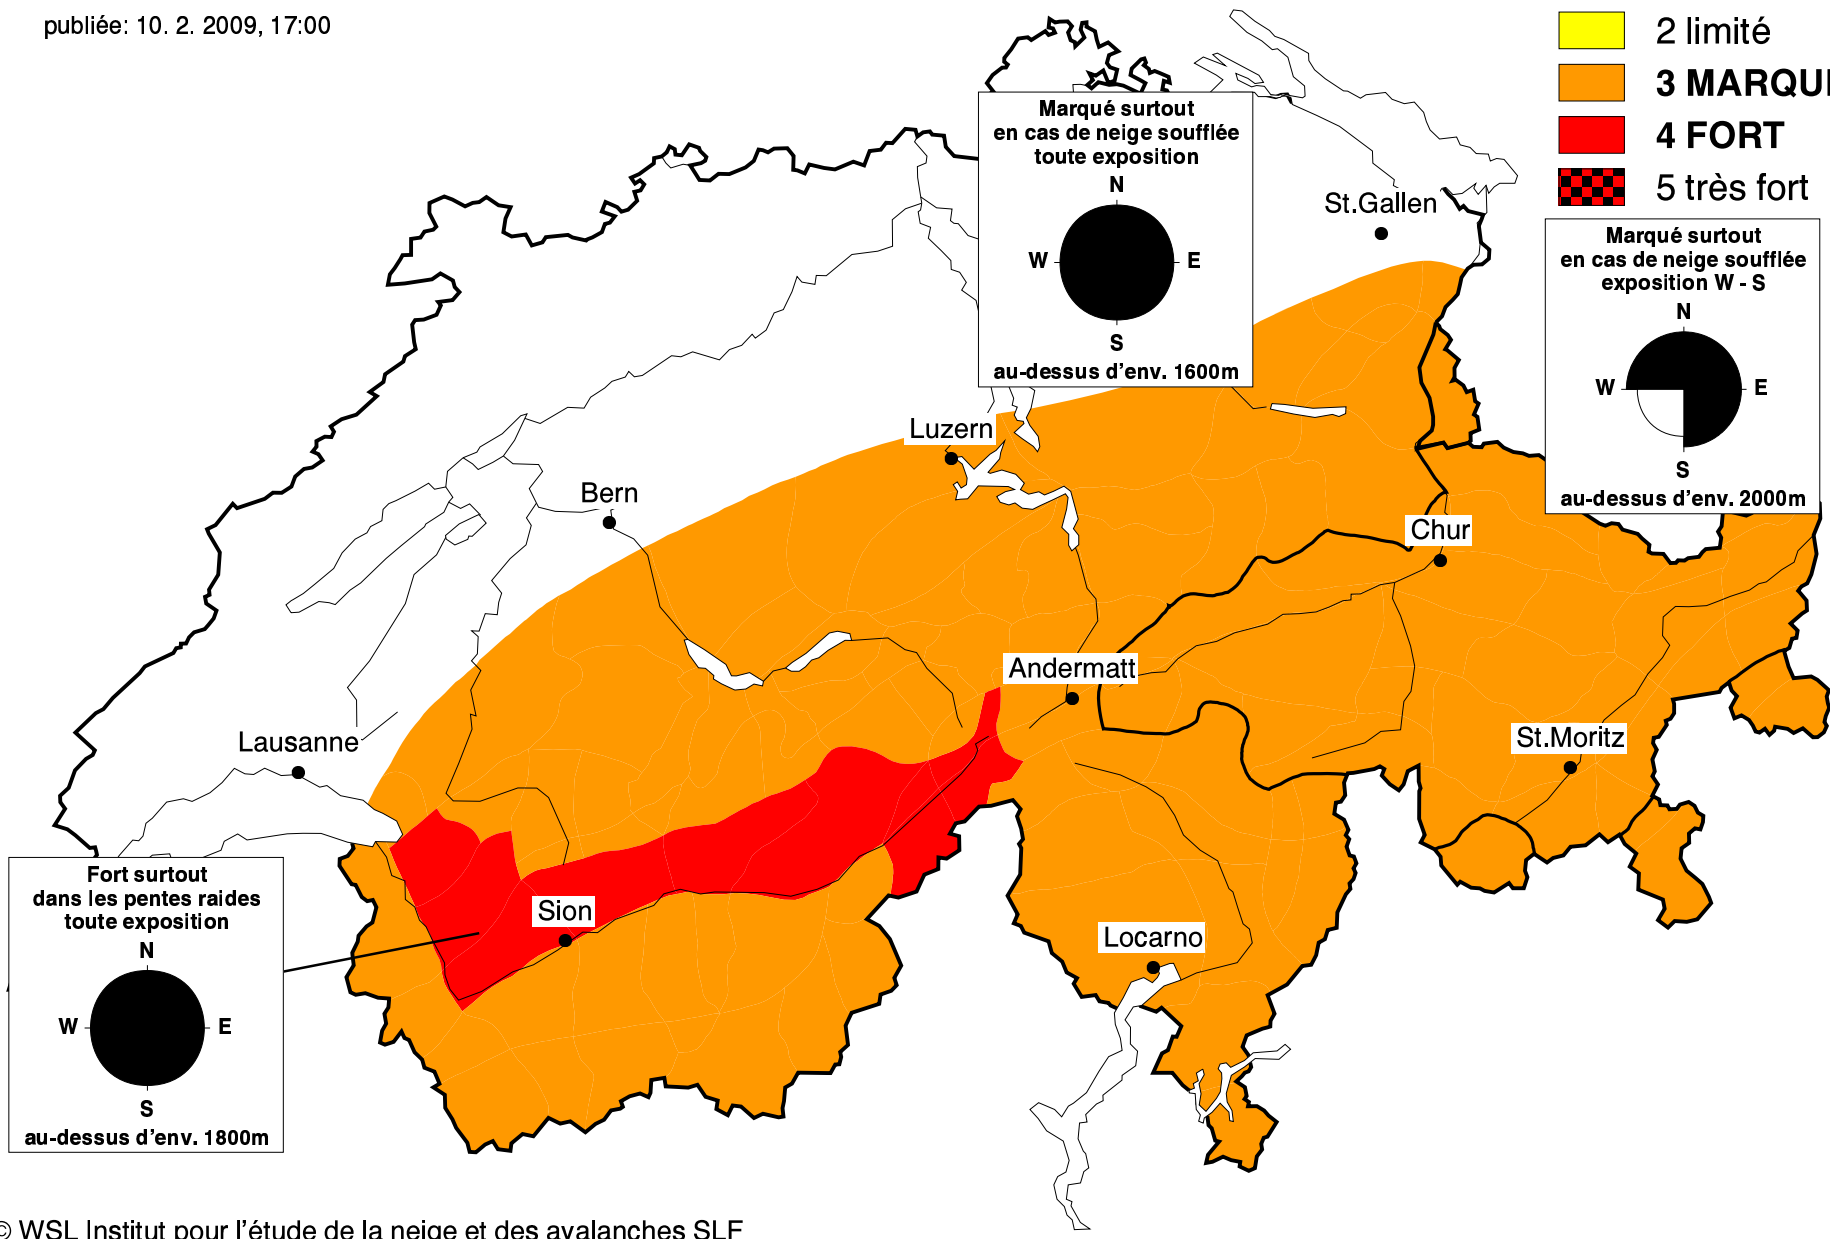 publiée: 10. 2. 2009, 17:00
2 limité
3 MARQU
4 FORT
5 très fort
Marqué surtout
en cas de neige soufflée
toute exposition
N
W E
S
au-dessus d'env. 1600m
St.Gallen
Marqué surtout
en cas de neige soufflée
exposition W - S
N
W E
S
au-dessus d'env. 2000m
Luzern
Bern
Chur
Andermatt
Lausanne
St.Moritz
Sion
Locarno
Fort surtout
dans les pentes raides
toute exposition
N
W E
S
au-dessus d'env. 1800m
© WSL Institut pour l'étude de la neige et des avalanches SLF